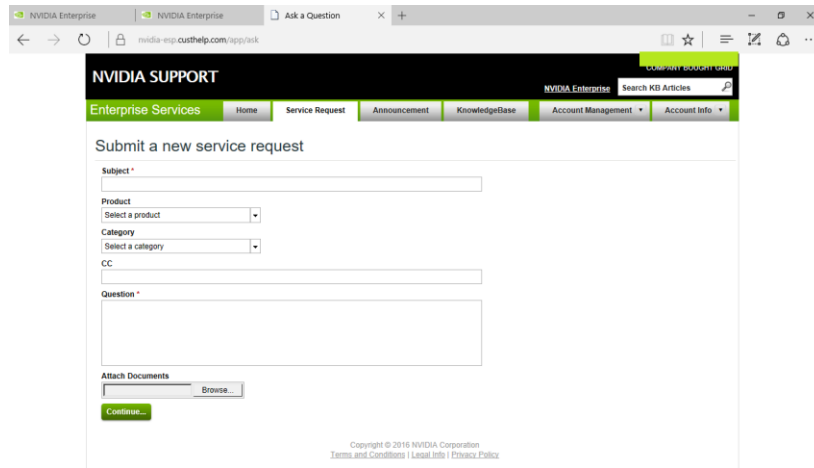 NVIDIA Enterprise
NVIDIA Enterprise
Ask a Question
nvidia-esp.custhelp.com/app/ask
NVIDIA SUPPORT
COMPANY BOUGHT GRID
NVIDIA Enterprise
Search KB Articles
Enterprise Services
Home
Service Request
Announcement
KnowledgeBase
Account Management
Account Info
Submit a new service request
Subject *
Product
Select a product
Category
Select a category
CC
Question *
Attach Documents
Browse...
Continue...
Copyright © 2016 NVIDIA Corporation
Terms and Conditions | Legal Info | Privacy Policy